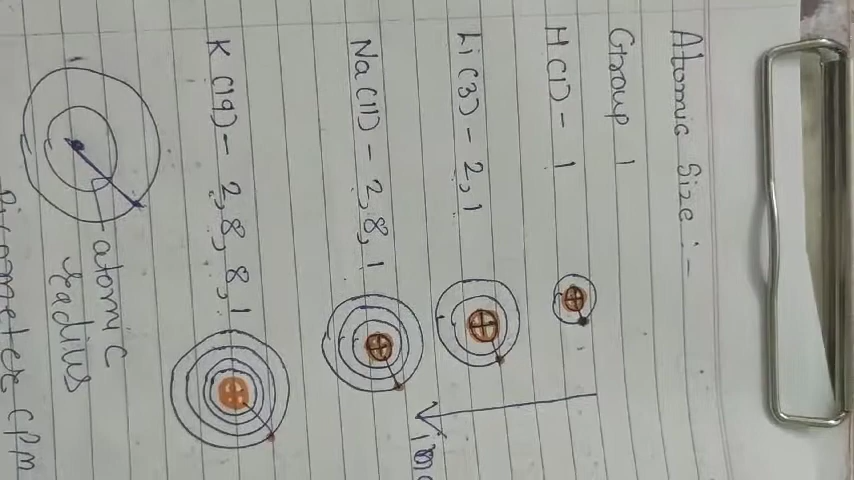 Atomic Size :-
Group 1
H(1) - 1
Li(3) - 2,1
Na(11) - 2,8,1
K(19) - 2,8,8,1
atomic
radius